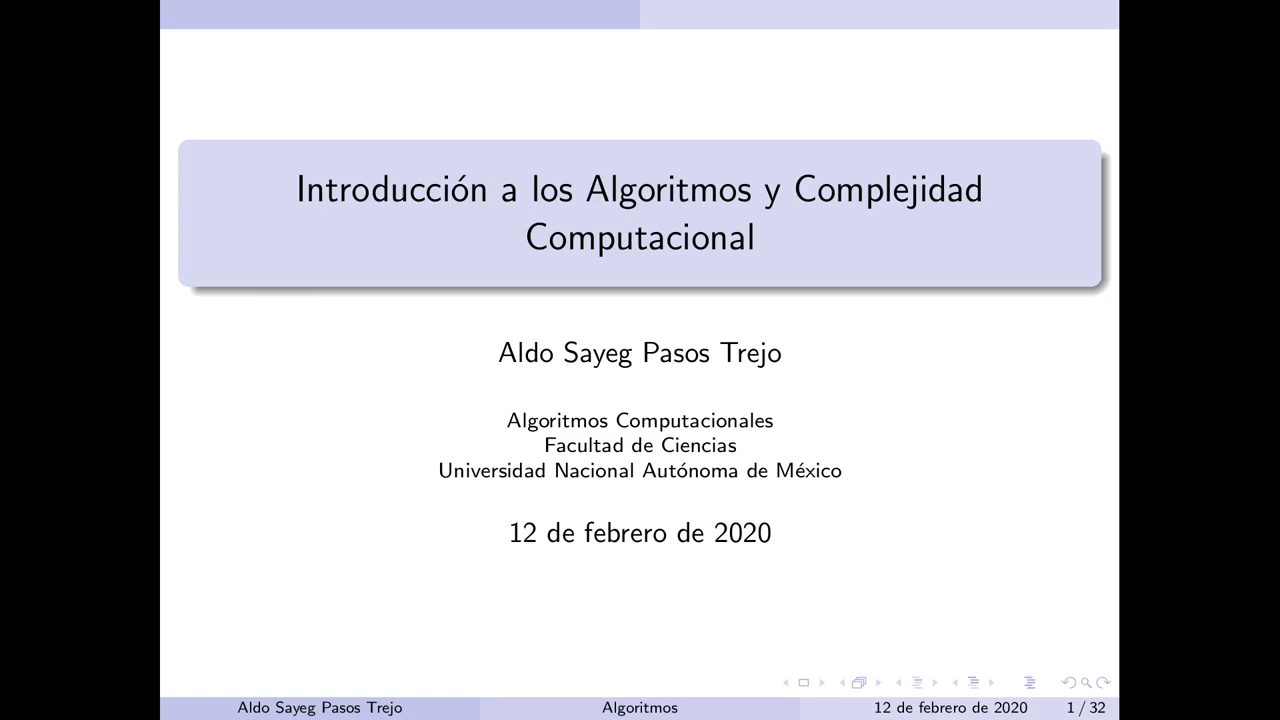 Introducción a los Algoritmos y Complejidad
Computacional
Aldo Sayeg Pasos Trejo
Algoritmos Computacionales
Facultad de Ciencias
Universidad Nacional Autónoma de México
12 de febrero de 2020
Aldo Sayeg Pasos Trejo Algoritmos 12 de febrero de 2020 1 / 32